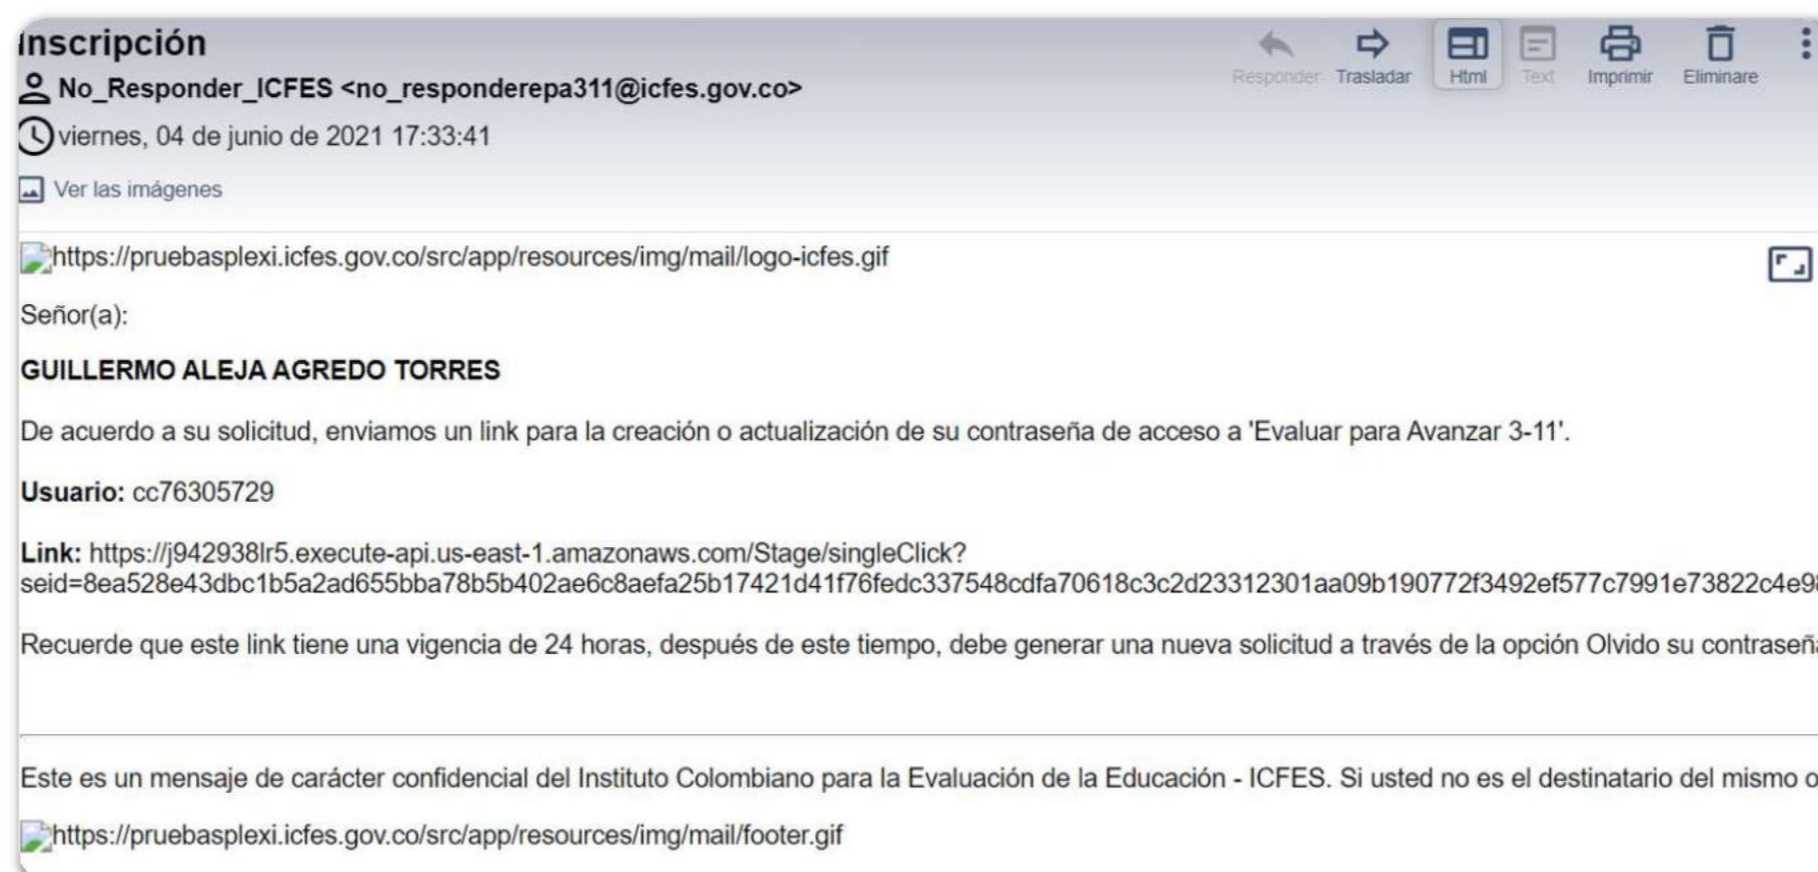 Inscripción
Responder Trasladar Html Text Imprimir Eliminare
No_Responder_ICFES <no_responderepa311@icfes.gov.co>
viernes, 04 de junio de 2021 17:33:41
Ver las imágenes
https://pruebasplexi.icfes.gov.co/src/app/resources/img/mail/logo-icfes.gif
Señor(a):
GUILLERMO ALEJA AGREDO TORRES
De acuerdo a su solicitud, enviamos un link para la creación o actualización de su contraseña de acceso a 'Evaluar para Avanzar 3-11'.
Usuario: cc76305729
Link: https://j942938lr5.execute-api.us-east-1.amazonaws.com/Stage/singleClick?
seid=8ea528e43dbc1b5a2ad655bba78b5b402ae6c8aefa25b17421d41f76fedc337548cdfa70618c3c2d23312301aa09b190772f3492ef577c7991e73822c4e98
Recuerde que este link tiene una vigencia de 24 horas, después de este tiempo, debe generar una nueva solicitud a través de la opción Olvido su contraseña
Este es un mensaje de carácter confidencial del Instituto Colombiano para la Evaluación de la Educación - ICFES. Si usted no es el destinatario del mismo o
https://pruebasplexi.icfes.gov.co/src/app/resources/img/mail/footer.gif